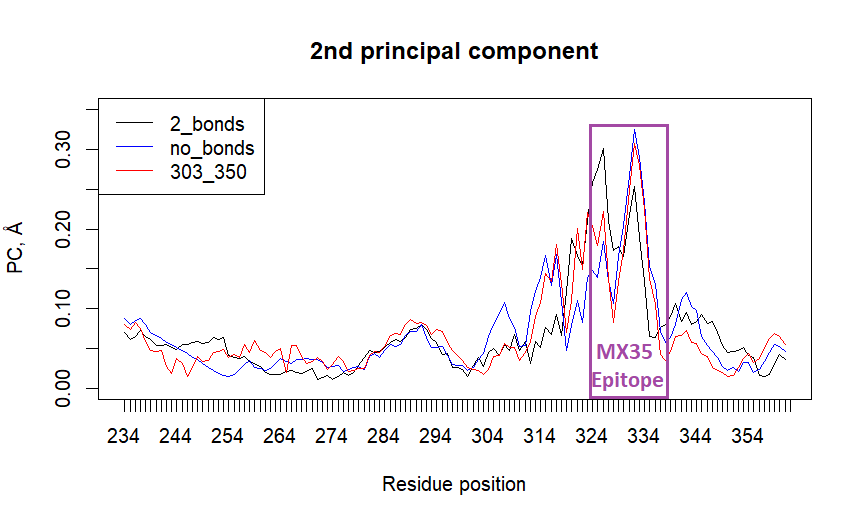 2nd principal component
2_bonds
no_bonds
303_350
PC, Å
0.30
0.20
0.10
0.00
MX35
Epitope
234 244 254 264 274 284 294 304 314 324 334 344 354
Residue position